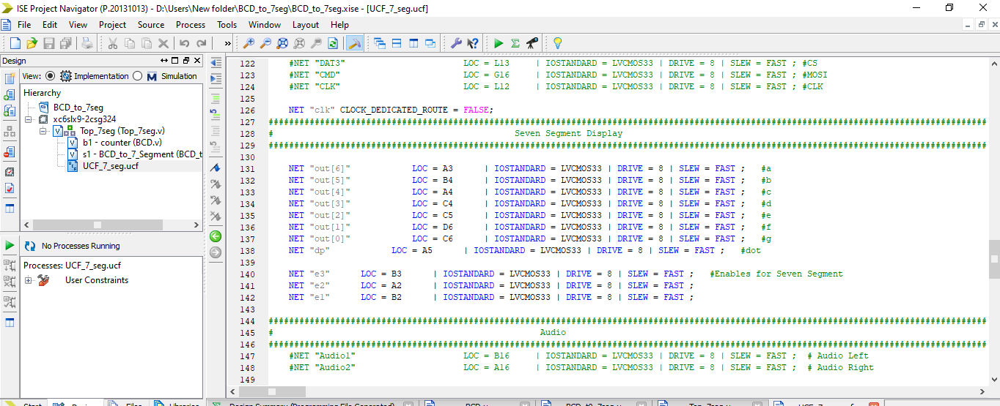 ISE Project Navigator (P.20131013) - D:\Users\New folder\BCD_to_7seg\BCD_to_7seg.xise - [UCF_7_seg.ucf]
File Edit View Project Source Process Tools Window Layout Help
Design
View: Implementation Simulation
Hierarchy
BCD_to_7seg
xc6slx9-2csg324
Top_7seg (Top_7seg.v)
b1 - counter (BCD.v)
s1 - BCD_to_7_Segment (BCD_t
UCF_7_seg.ucf
No Processes Running
Processes: UCF_7_seg.ucf
User Constraints
122 #NET "DAT3" LOC = L13 | IOSTANDARD = LVCMOS33 | DRIVE = 8 | SLEW = FAST ; #CS
123 #NET "CMD" LOC = G16 | IOSTANDARD = LVCMOS33 | DRIVE = 8 | SLEW = FAST ; #MOSI
124 #NET "CLK" LOC = L12 | IOSTANDARD = LVCMOS33 | DRIVE = 8 | SLEW = FAST ; #CLK
125
126 NET "clk" CLOCK_DEDICATED_ROUTE = FALSE;
127 ############################################################################################################################################
128 # Seven Segment Display
129 ############################################################################################################################################
130
131 NET "out[6]" LOC = A3 | IOSTANDARD = LVCMOS33 | DRIVE = 8 | SLEW = FAST ; #a
132 NET "out[5]" LOC = B4 | IOSTANDARD = LVCMOS33 | DRIVE = 8 | SLEW = FAST ; #b
133 NET "out[4]" LOC = A4 | IOSTANDARD = LVCMOS33 | DRIVE = 8 | SLEW = FAST ; #c
134 NET "out[3]" LOC = C4 | IOSTANDARD = LVCMOS33 | DRIVE = 8 | SLEW = FAST ; #d
135 NET "out[2]" LOC = C5 | IOSTANDARD = LVCMOS33 | DRIVE = 8 | SLEW = FAST ; #e
136 NET "out[1]" LOC = D6 | IOSTANDARD = LVCMOS33 | DRIVE = 8 | SLEW = FAST ; #f
137 NET "out[0]" LOC = C6 | IOSTANDARD = LVCMOS33 | DRIVE = 8 | SLEW = FAST ; #g
138 NET "dp" LOC = A5 | IOSTANDARD = LVCMOS33 | DRIVE = 8 | SLEW = FAST ; #dot
139
140 NET "e3" LOC = B3 | IOSTANDARD = LVCMOS33 | DRIVE = 8 | SLEW = FAST ; #Enables for Seven Segment
141 NET "e2" LOC = A2 | IOSTANDARD = LVCMOS33 | DRIVE = 8 | SLEW = FAST ;
142 NET "e1" LOC = B2 | IOSTANDARD = LVCMOS33 | DRIVE = 8 | SLEW = FAST ;
143
144 ############################################################################################################################################
145 # Audio
146 ############################################################################################################################################
147 #NET "Audio1" LOC = B16 | IOSTANDARD = LVCMOS33 | DRIVE = 8 | SLEW = FAST ; # Audio Left
148 #NET "Audio2" LOC = A16 | IOSTANDARD = LVCMOS33 | DRIVE = 8 | SLEW = FAST ; # Audio Right
149
Start Files Libraries Design Summary (Programming File Generated)